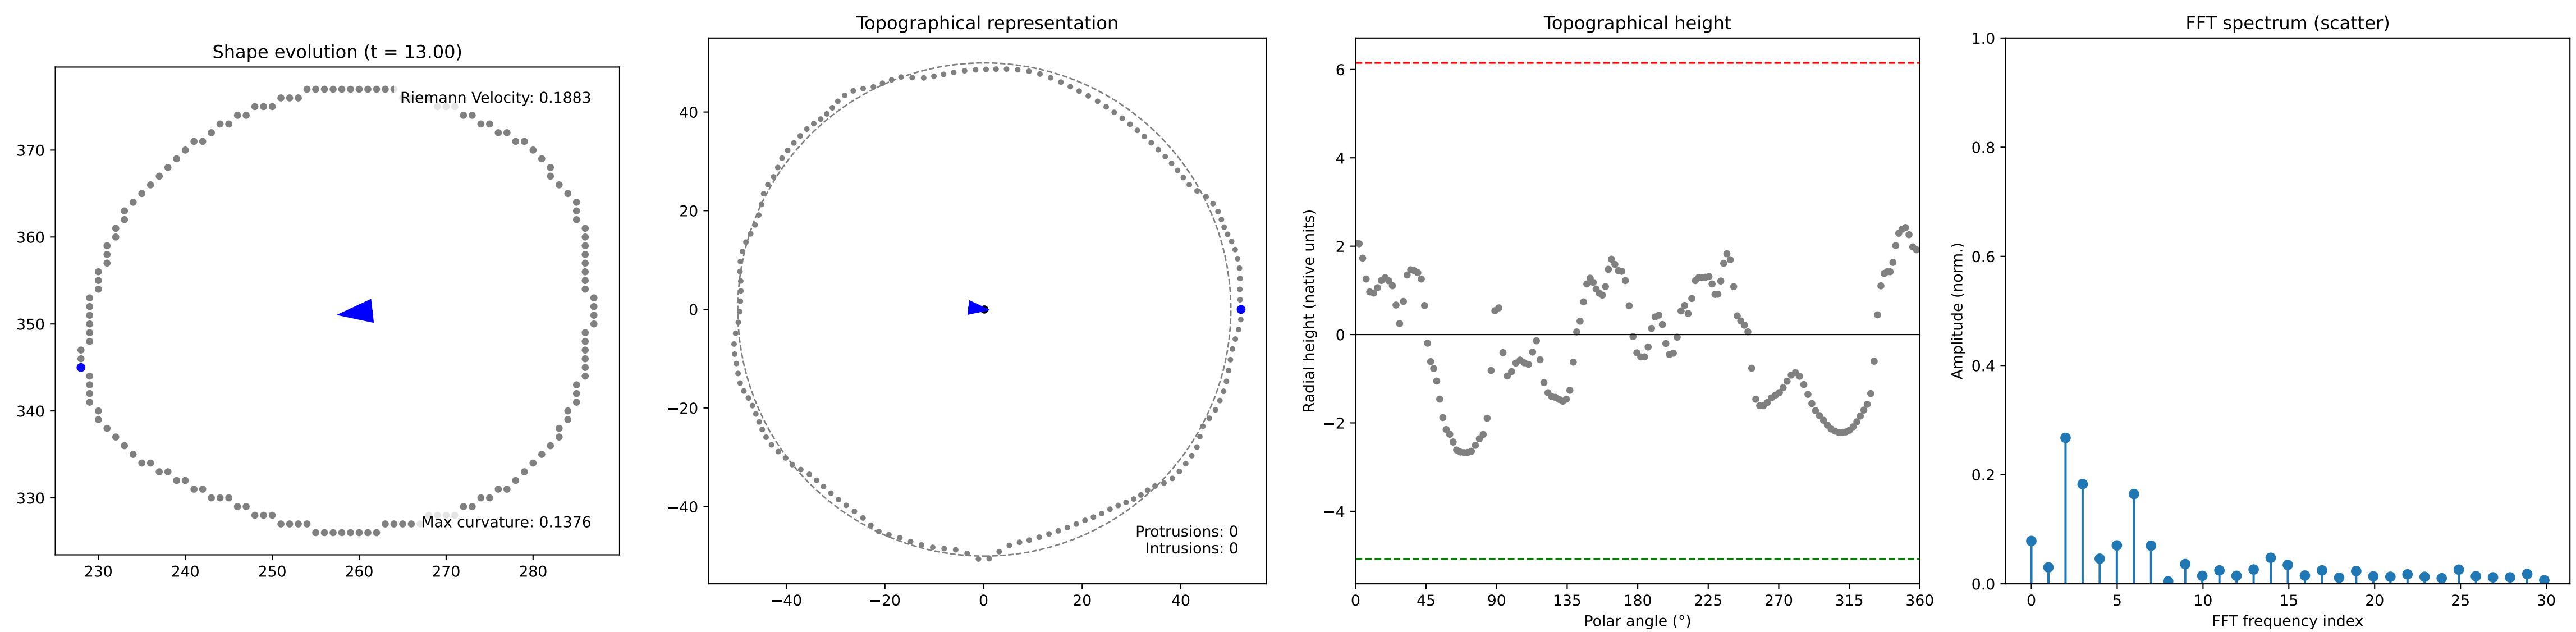 Shape evolution (t = 13.00)
Riemann Velocity: 0.1883
Max curvature: 0.1376
370
360
350
340
330
230 240 250 260 270 280
Topographical representation
40
20
0
−20
−40
−40 −20 0 20 40
Protrusions: 0
Intrusions: 0
Topographical height
Radial height (native units)
6
4
2
0
−2
−4
0 45 90 135 180 225 270 315 360
Polar angle (°)
FFT spectrum (scatter)
Amplitude (norm.)
1.0
0.8
0.6
0.4
0.2
0.0
0 5 10 15 20 25 30
FFT frequency index